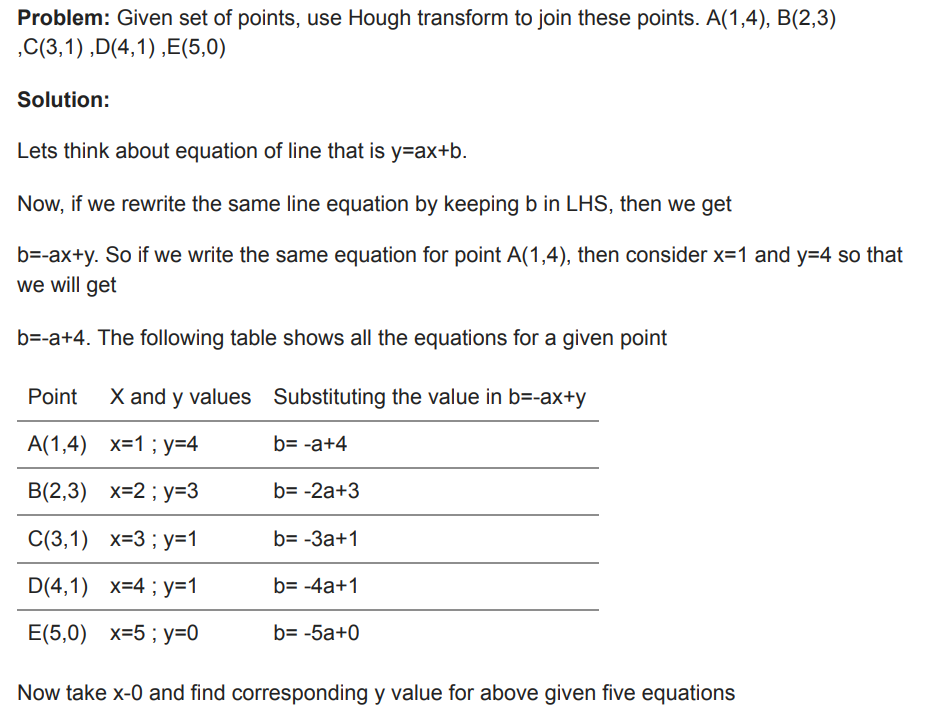 Problem: Given set of points, use Hough transform to join these points. A(1,4), B(2,3)
,C(3,1) ,D(4,1) ,E(5,0)
Solution:
Lets think about equation of line that is y=ax+b.
Now, if we rewrite the same line equation by keeping b in LHS, then we get
b=-ax+y. So if we write the same equation for point A(1,4), then consider x=1 and y=4 so that
we will get
b=-a+4. The following table shows all the equations for a given point
Point X and y values Substituting the value in b=-ax+y
A(1,4) x=1 ; y=4 b= -a+4
B(2,3) x=2 ; y=3 b= -2a+3
C(3,1) x=3 ; y=1 b= -3a+1
D(4,1) x=4 ; y=1 b= -4a+1
E(5,0) x=5 ; y=0 b= -5a+0
Now take x-0 and find corresponding y value for above given five equations